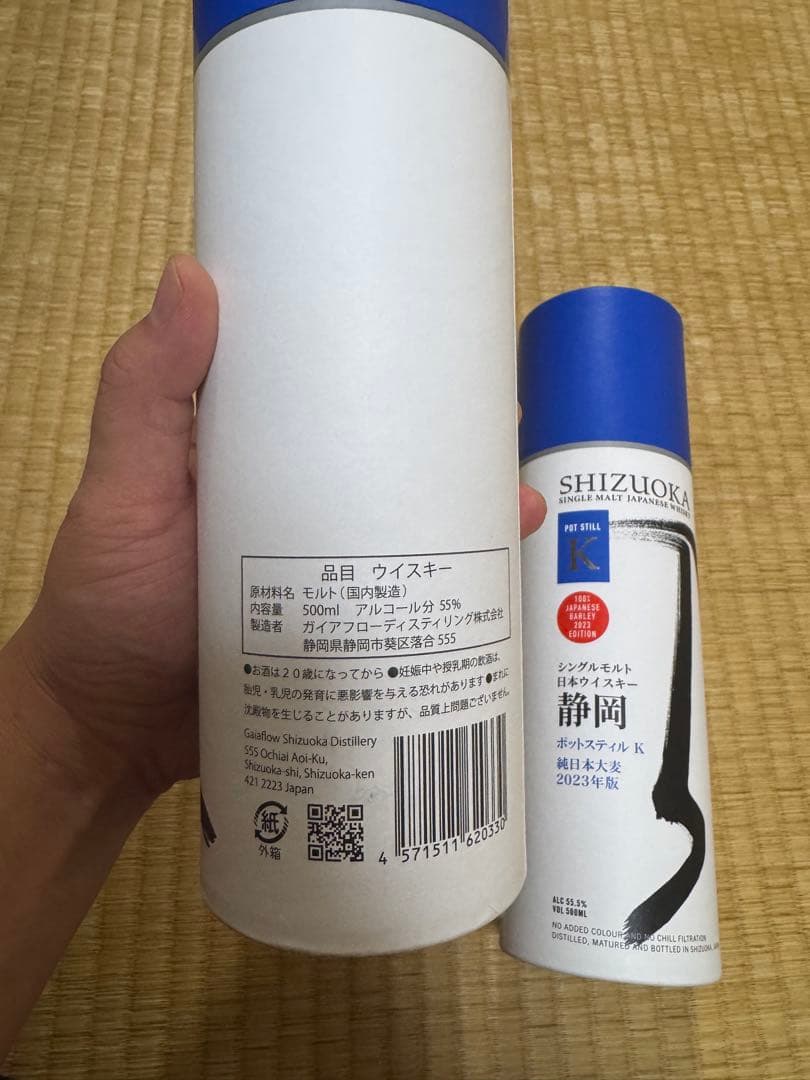 品目 ウイスキー
原材料名 モルト(国内製造)
内容量 500ml アルコール分 55%
製造者 ガイアフローディスティリング株式会社
静岡県静岡市葵区落合 555
●お酒は20歳になってから ●妊娠中や授乳期の飲酒は、
胎児・乳児の発育に悪影響を与える恐れがあります ●まれに
沈殿物を生じることがありますが、品質上問題ございません。
Gaiaflow Shizuoka Distillery
555 Ochiai Aoi-Ku,
Shizuoka-shi, Shizuoka-ken
421 2223 Japan
紙
外箱
4 571511 620330
SHIZUOKA
SINGLE MALT JAPANESE WHISKY
POT STILL
K
100%
JAPANESE
BARLEY
2023
EDITION
シングルモルト
日本ウイスキー
静岡
ポットスティル K
純日本大麦
2023年版
ALC 55.5%
VOL 500ML
NO ADDED COLOUR AND NO CHILL FILTRATION
DISTILLED, MATURED AND BOTTLED IN SHIZUOKA,